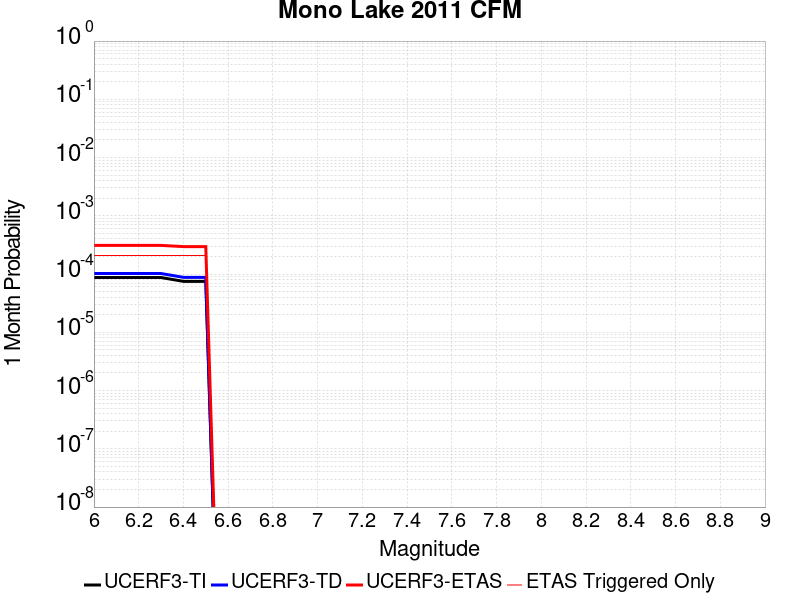 Mono Lake 2011 CFM
10^0
10^-1
10^-2
10^-3
10^-4
10^-5
10^-6
10^-7
10^-8
1 Month Probability
6 6.2 6.4 6.6 6.8 7 7.2 7.4 7.6 7.8 8 8.2 8.4 8.6 8.8 9
Magnitude
UCERF3-TI UCERF3-TD UCERF3-ETAS ETAS Triggered Only